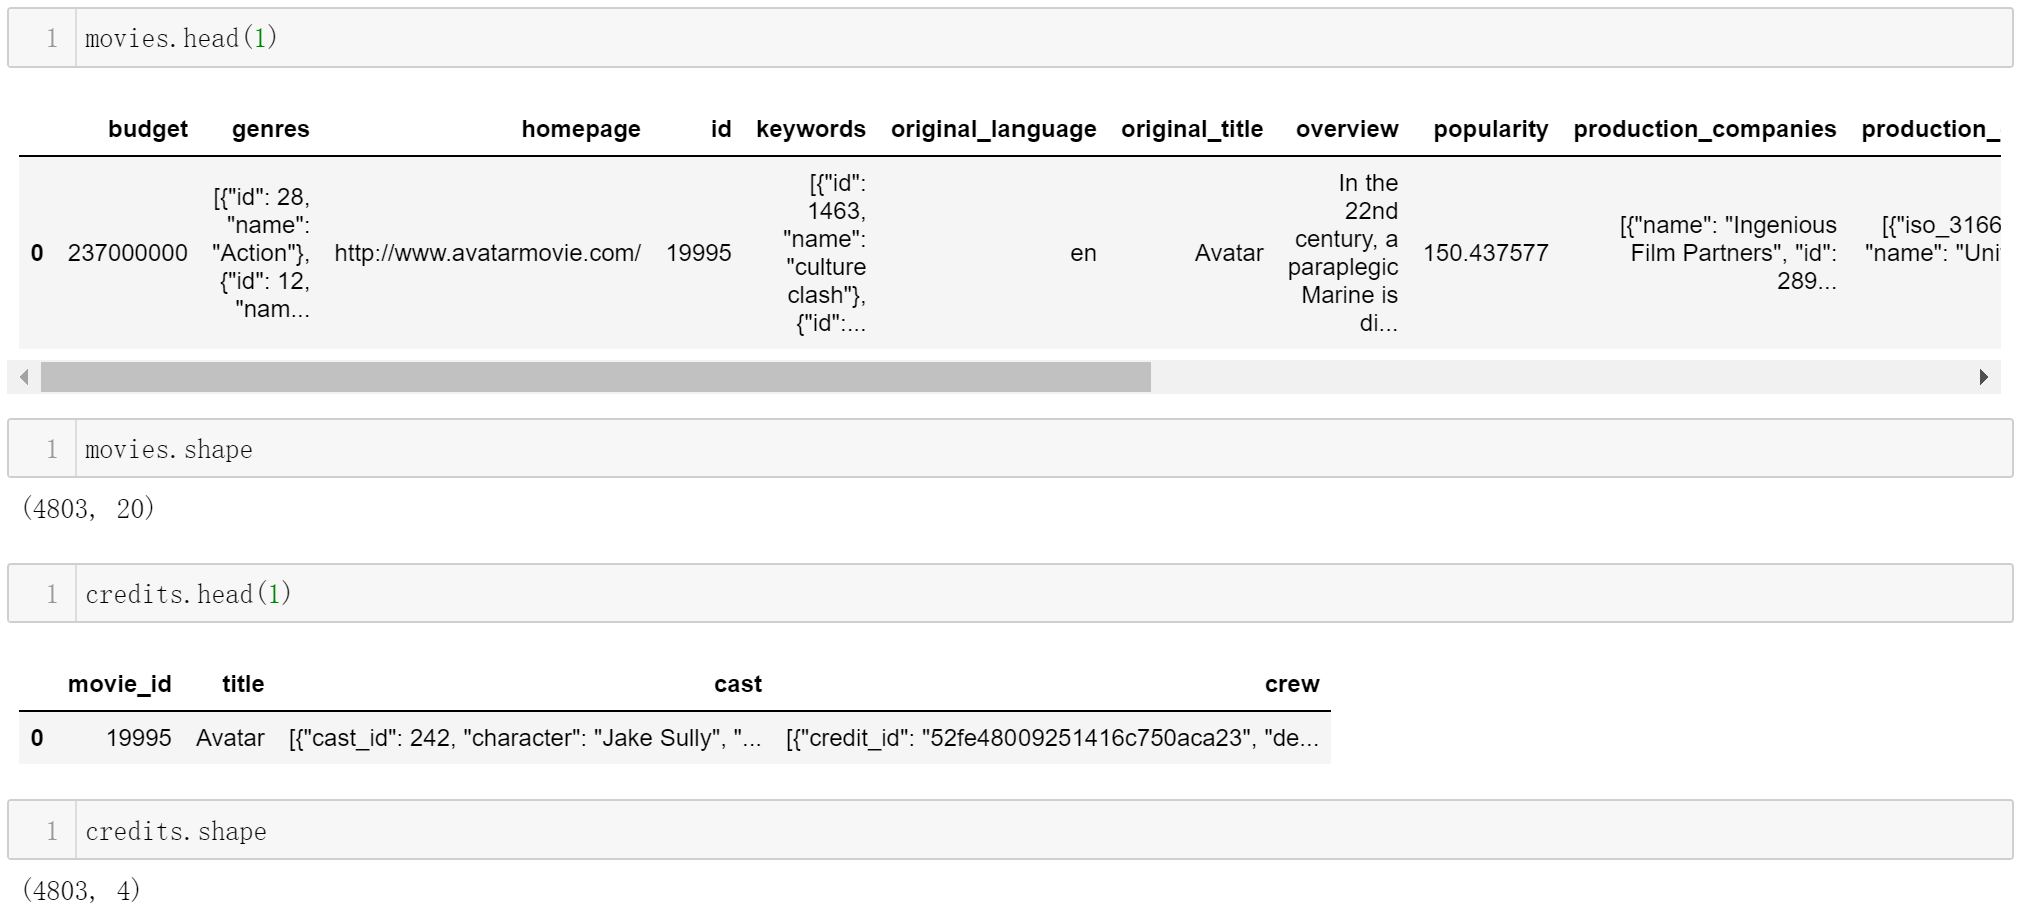 1 movies.head(1)
budget genres homepage id keywords original_language original_title overview popularity production_companies production_
0 237000000 [{"id": 28, "name": "Action"}, {"id": 12, "nam... http://www.avatarmovie.com/ 19995 [{"id": 1463, "name": "culture clash"}, {"id":... en Avatar In the 22nd century, a paraplegic Marine is di... 150.437577 [{"name": "Ingenious Film Partners", "id": 289... [{"iso_3166 "name": "Uni
1 movies.shape
(4803, 20)
1 credits.head(1)
movie_id title cast crew
0 19995 Avatar [{"cast_id": 242, "character": "Jake Sully", "... [{"credit_id": "52fe48009251416c750aca23", "de...
1 credits.shape
(4803, 4)